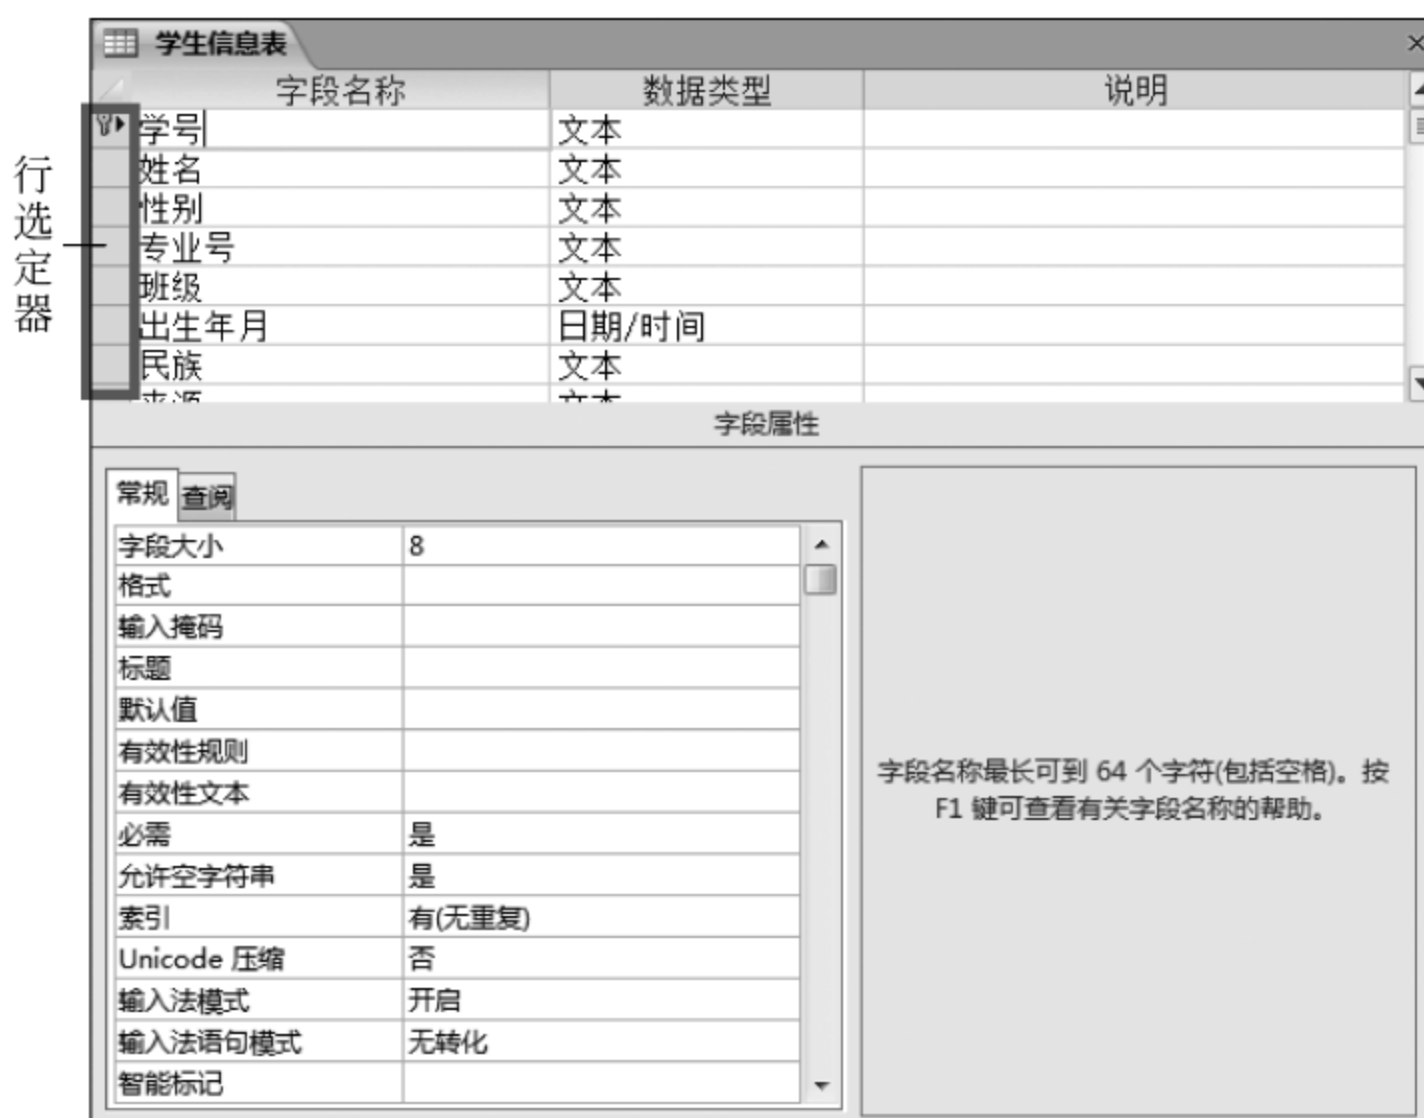 学生信息表
字段名称 数据类型 说明
学号 文本
姓名 文本
性别 文本
专业号 文本
班级 文本
出生年月 日期/时间
民族 文本
来源 文本
行选定器
字段属性
常规 查阅
字段大小 8
格式
输入掩码
标题
默认值
有效性规则
有效性文本
必需 是
允许空字符串 是
索引 有(无重复)
Unicode 压缩 否
输入法模式 开启
输入法语句模式 无转化
智能标记
字段名称最长可到 64 个字符(包括空格)。按
F1 键可查看有关字段名称的帮助。